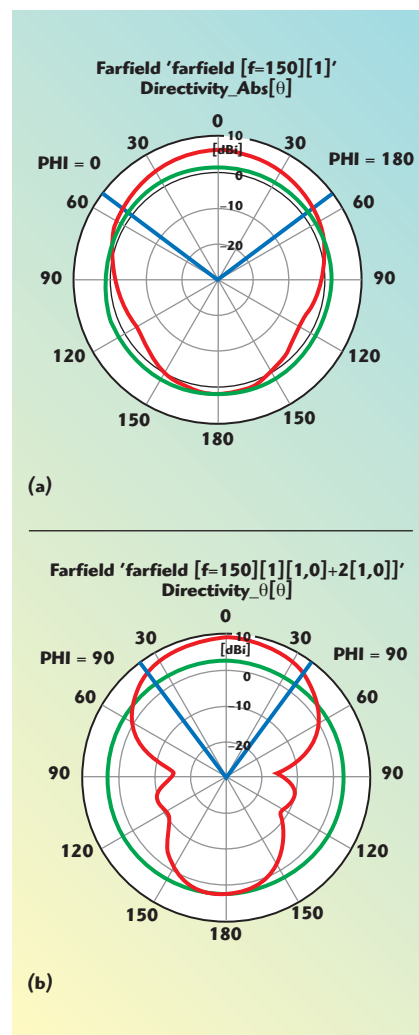 Farfield ‘farfield [f=150][1]’
Directivity_Abs[θ]
0
10
30
[dBi]
30
PHI = 0
PHI = 180
0
60
60
–10
–20
90
90
120
120
150
150
180
(a)
Farfield ‘farfield [f=150][1][1,0]+2[1,0]]’
Directivity_θ[θ]
0
10
30
[dBi]
30
PHI = 90
PHI = 90
0
60
60
–10
–20
90
90
120
120
150
150
180
(b)